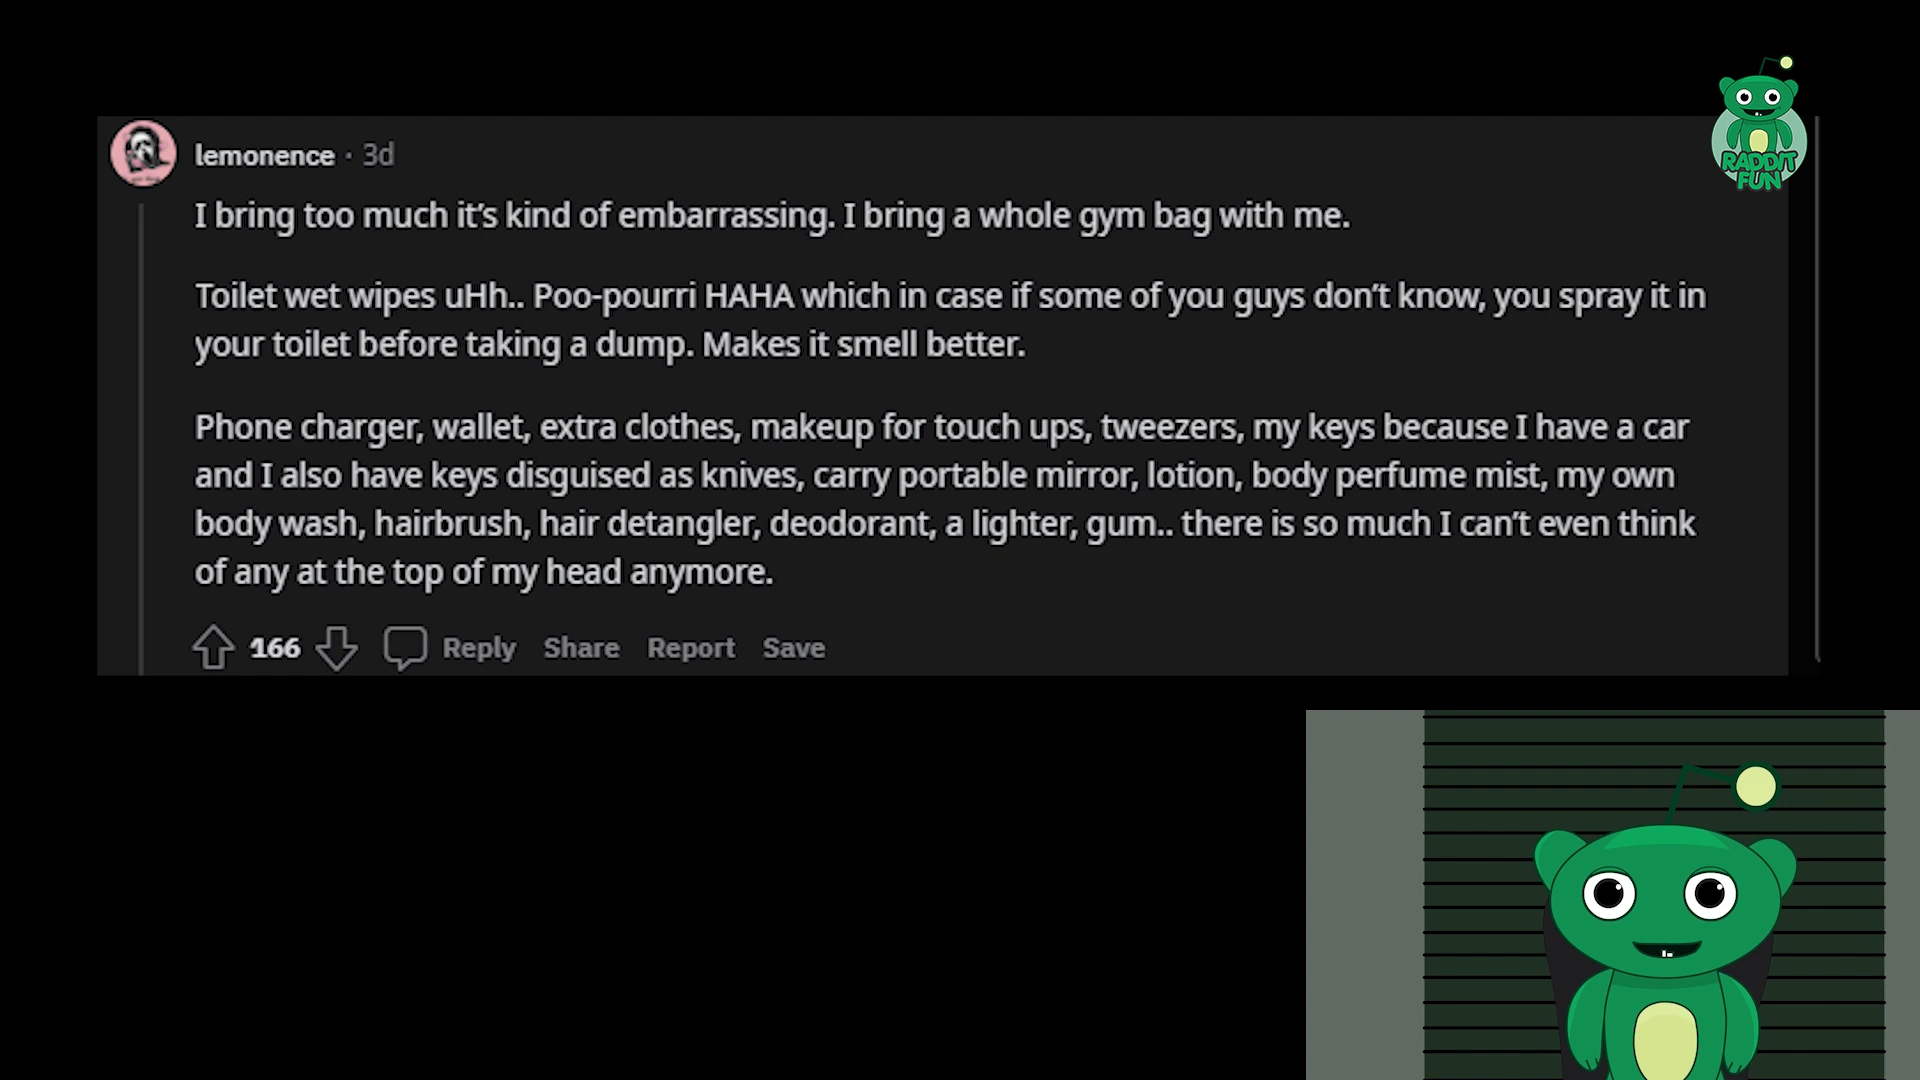 lemonence · 3d
RADDIT
FUN
I bring too much it's kind of embarrassing. I bring a whole gym bag with me.
Toilet wet wipes uHh.. Poo-pourri HAHA which in case if some of you guys don't know, you spray it in
your toilet before taking a dump. Makes it smell better.
Phone charger, wallet, extra clothes, makeup for touch ups, tweezers, my keys because I have a car
and I also have keys disguised as knives, carry portable mirror, lotion, body perfume mist, my own
body wash, hairbrush, hair detangler, deodorant, a lighter, gum.. there is so much I can't even think
of any at the top of my head anymore.
166 Reply Share Report Save